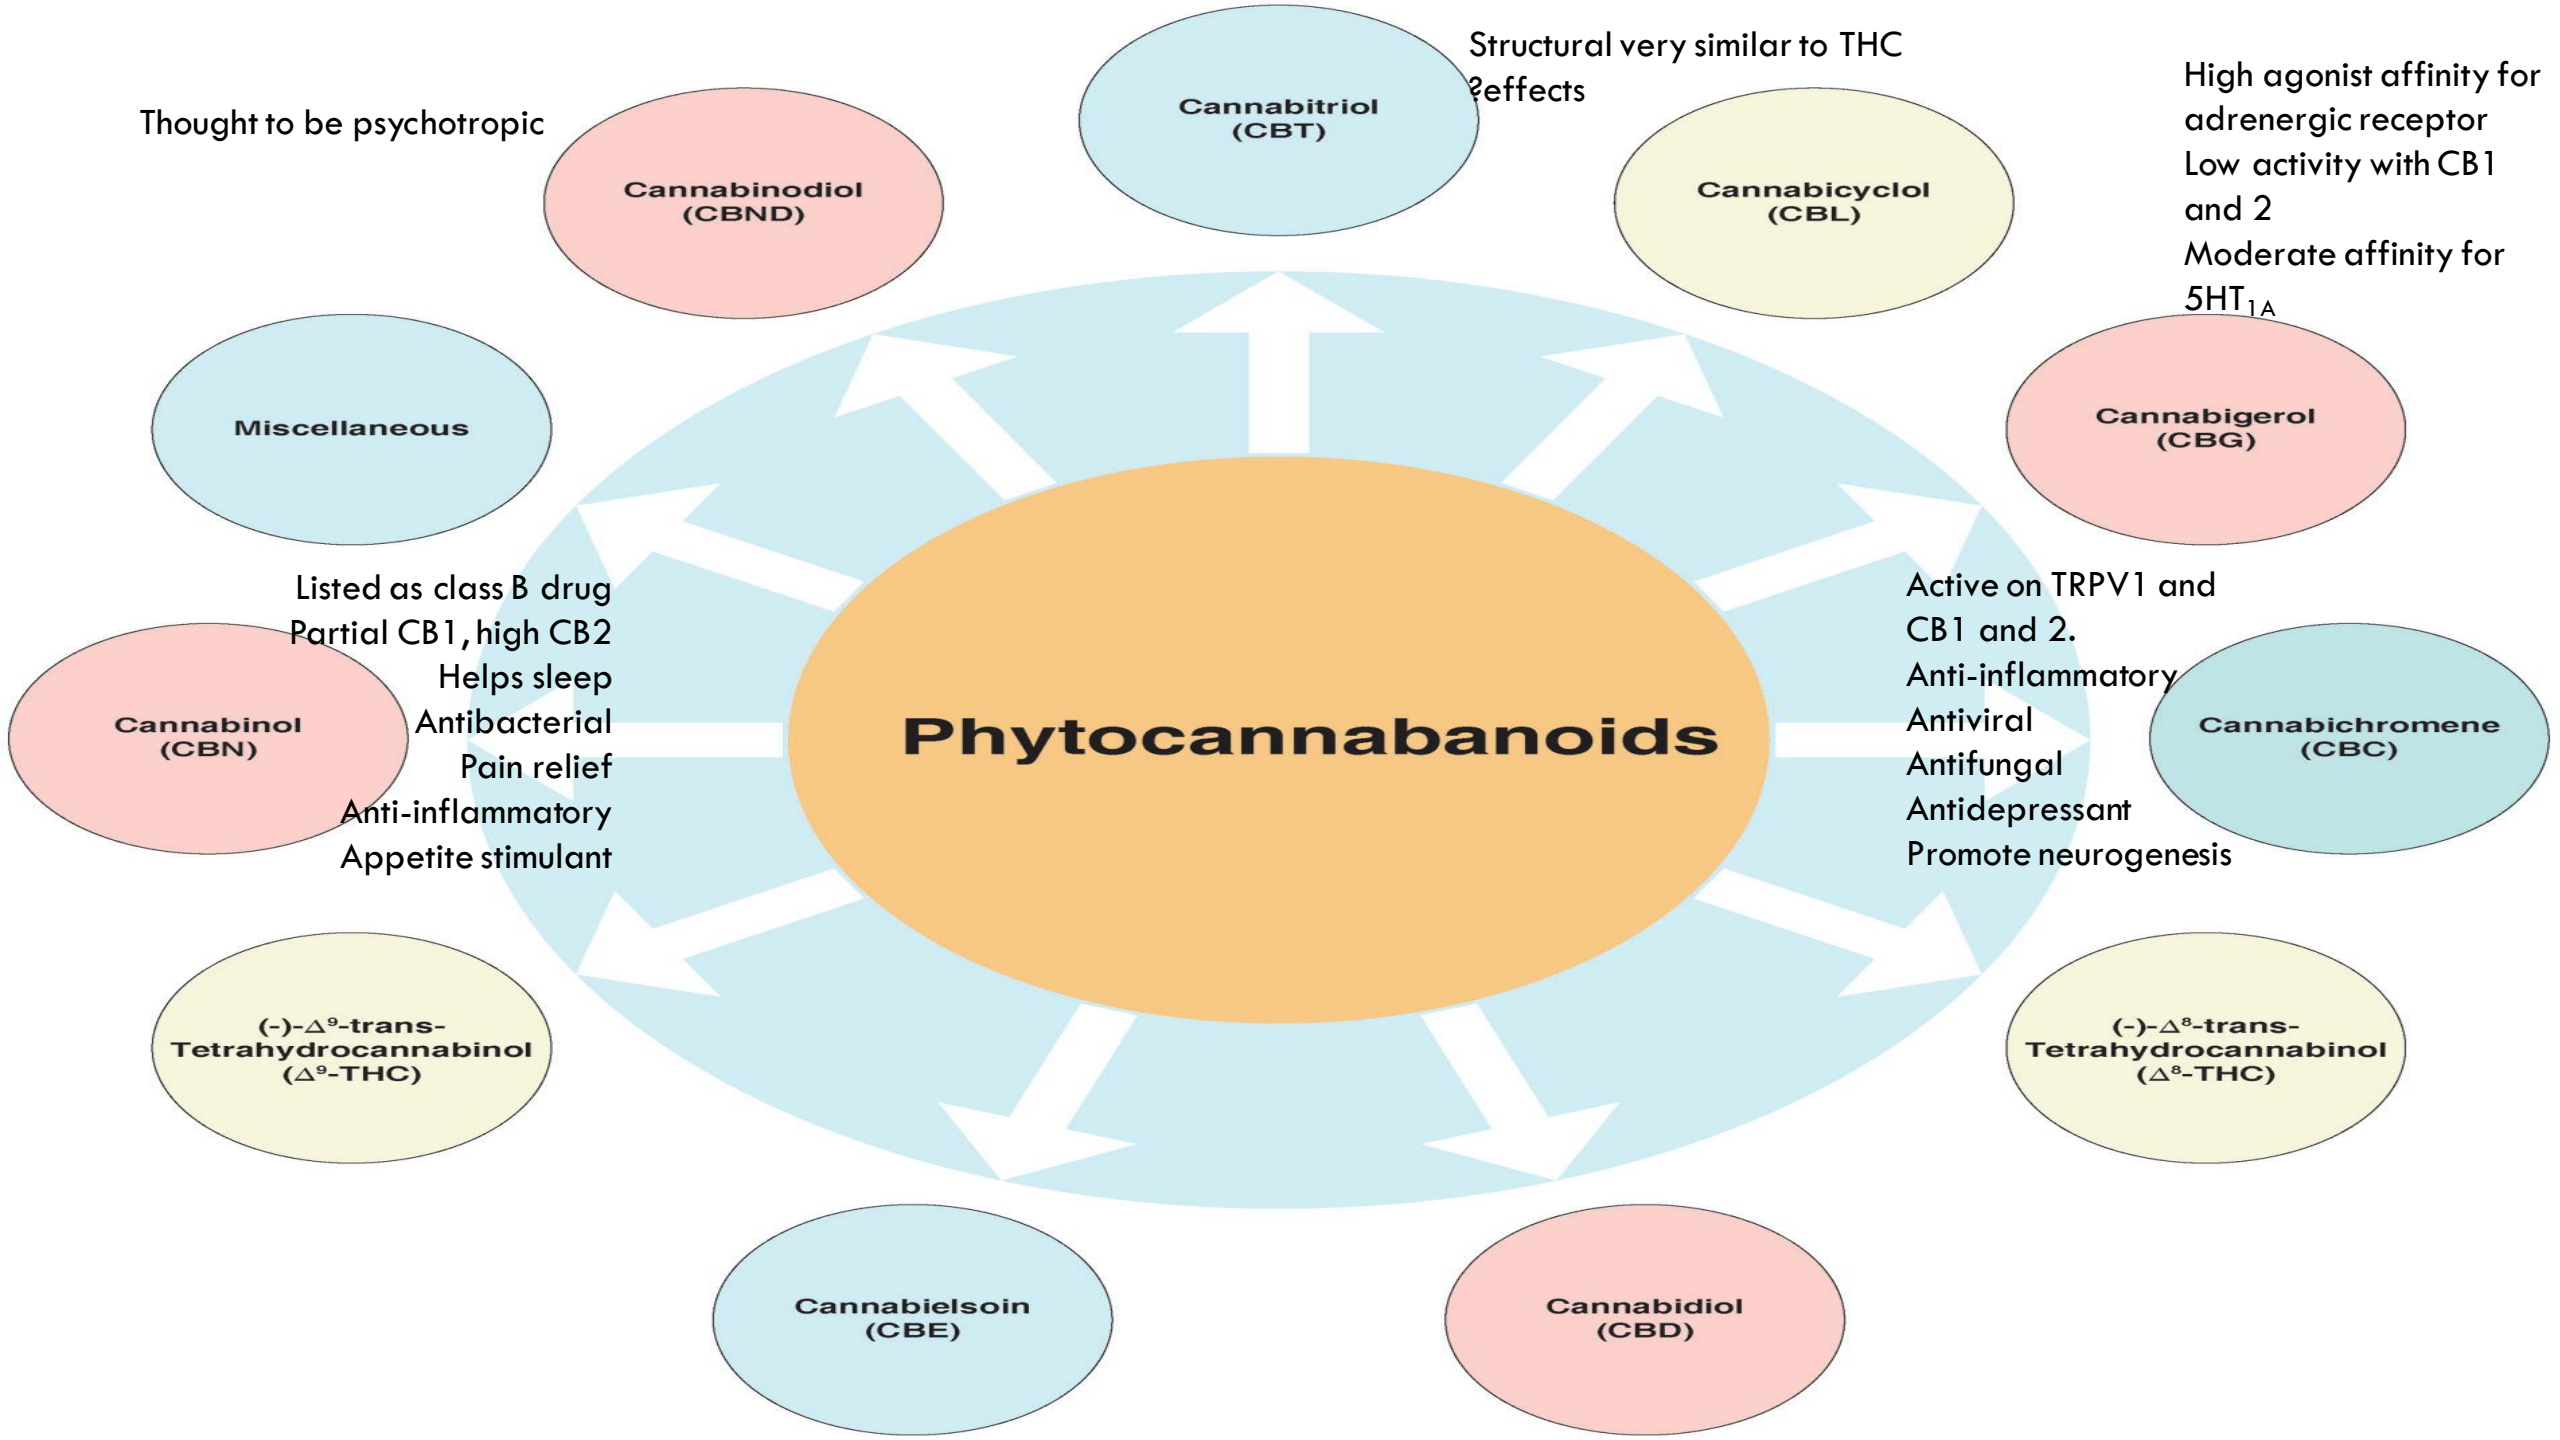 Structural very similar to THC
?effects
Cannabitriol
(CBT)
Thought to be psychotropic
Cannabinodiol
(CBND)
Cannabicyclol
(CBL)
High agonist affinity for
adrenergic receptor
Low activity with CB1
and 2
Moderate affinity for
5HT1A
Miscellaneous
Cannabigerol
(CBG)
Listed as class B drug
Partial CB1, high CB2
Helps sleep
Antibacterial
Pain relief
Anti-inflammatory
Appetite stimulant
Cannabinol
(CBN)
Phytocannabanoids
Active on TRPV1 and
CB1 and 2.
Anti-inflammatory
Antiviral
Antifungal
Antidepressant
Promote neurogenesis
Cannabichromene
(CBC)
(-)-Δ⁹-trans-
Tetrahydrocannabinol
(Δ⁹-THC)
(-)-Δ⁸-trans-
Tetrahydrocannabinol
(Δ⁸-THC)
Cannabielsoin
(CBE)
Cannabidiol
(CBD)